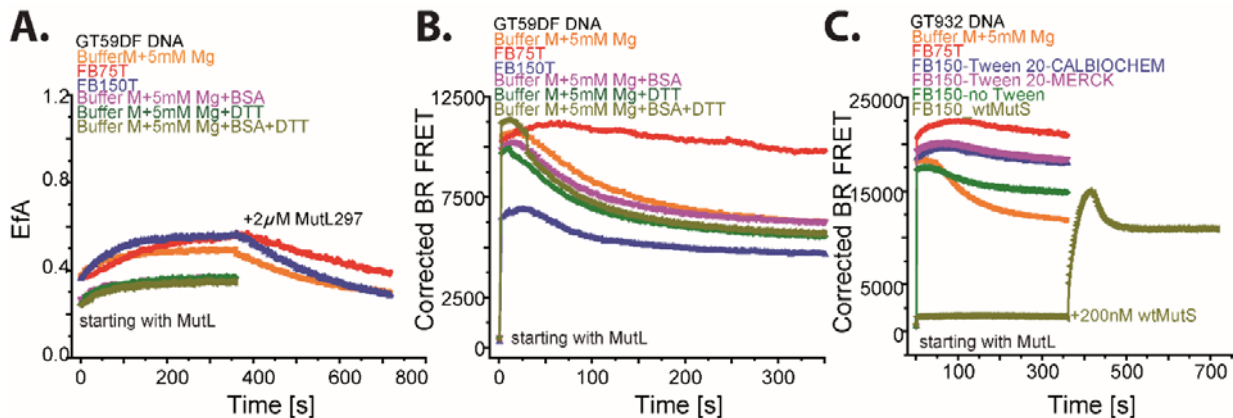 A.
GT59DF DNA
BufferM+5mM Mg
FB75T
FB150T
Buffer M+5mM Mg+BSA
Buffer M+5mM Mg+DTT
Buffer M+5mM Mg+BSA+DTT
1.2
0.8
0.4
0.0
EfA
+2µM MutL297
starting with MutL
0 200 400 600 800
Time [s]
B.
GT59DF DNA
Buffer M+5mM Mg
FB75T
FB150T
Buffer M+5mM Mg+BSA
Buffer M+5mM Mg+DTT
Buffer M+5mM Mg+BSA+DTT
12500
10000
7500
5000
2500
0
Corrected BR FRET
starting with MutL
0 100 200 300
Time [s]
C.
GT932 DNA
Buffer M+5mM Mg
FB75T
FB150-Tween 20-CALBIOCHEM
FB150-Tween 20-MERCK
FB150-no Tween
FB150_wtMutS
25000
15000
5000
0
Corrected BR FRET
+200nM wtMutS
starting with MutL
100 300 500 700
Time [s]